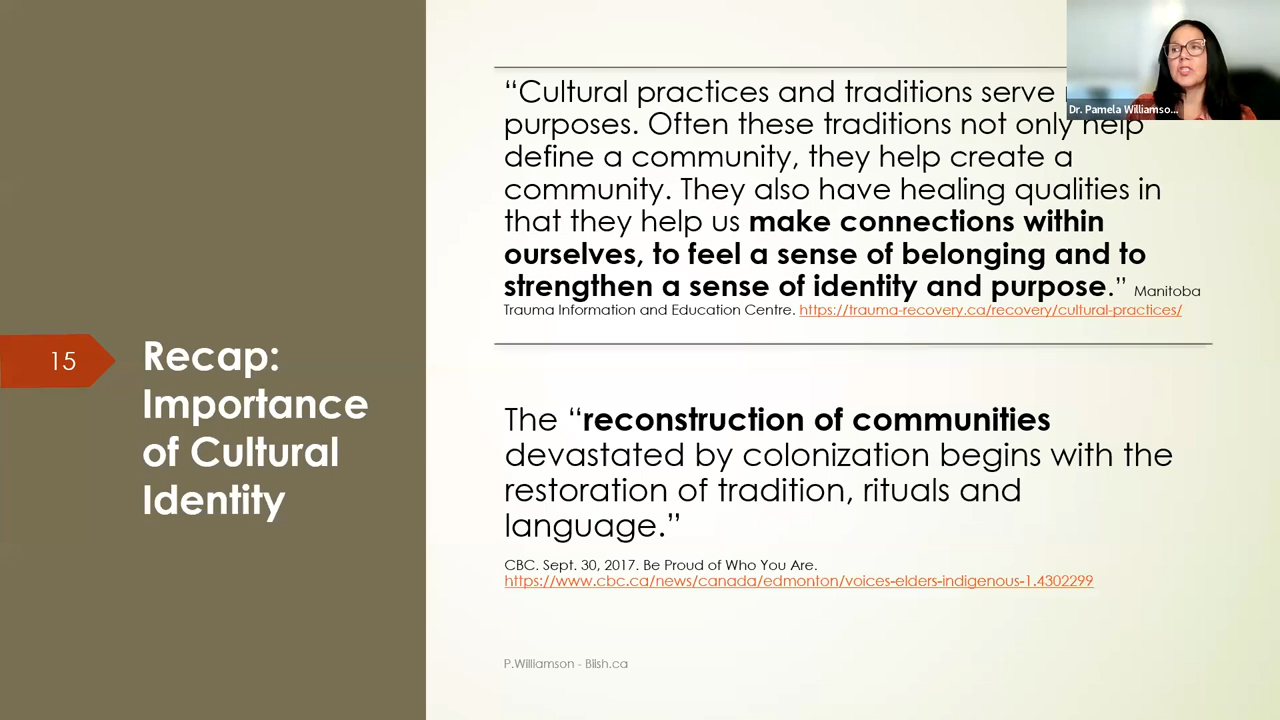 15
Recap:
Importance
of Cultural
Identity
“Cultural practices and traditions serve
purposes. Often these traditions not only help
define a community, they help create a
community. They also have healing qualities in
that they help us make connections within
ourselves, to feel a sense of belonging and to
strengthen a sense of identity and purpose.” Manitoba
Trauma Information and Education Centre. https://trauma-recovery.ca/recovery/cultural-practices/
The “reconstruction of communities
devastated by colonization begins with the
restoration of tradition, rituals and
language.”
CBC. Sept. 30, 2017. Be Proud of Who You Are.
https://www.cbc.ca/news/canada/edmonton/voices-elders-indigenous-1.4302299
P.Williamson - Biish.ca
Dr. Pamela Williamso...